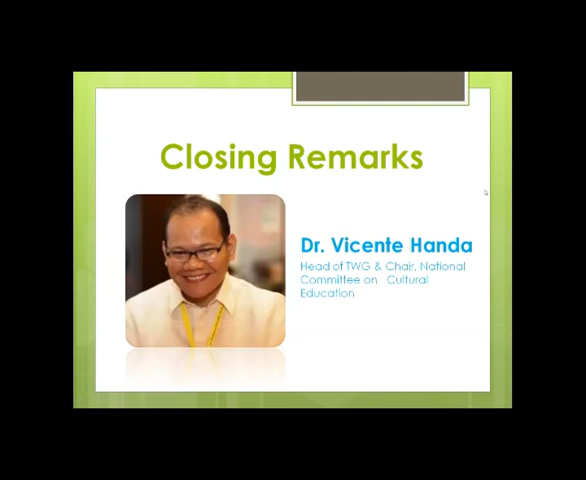 Closing Remarks
Dr. Vicente Handa
Head of TWG & Chair, National
Committee on Cultural
Education